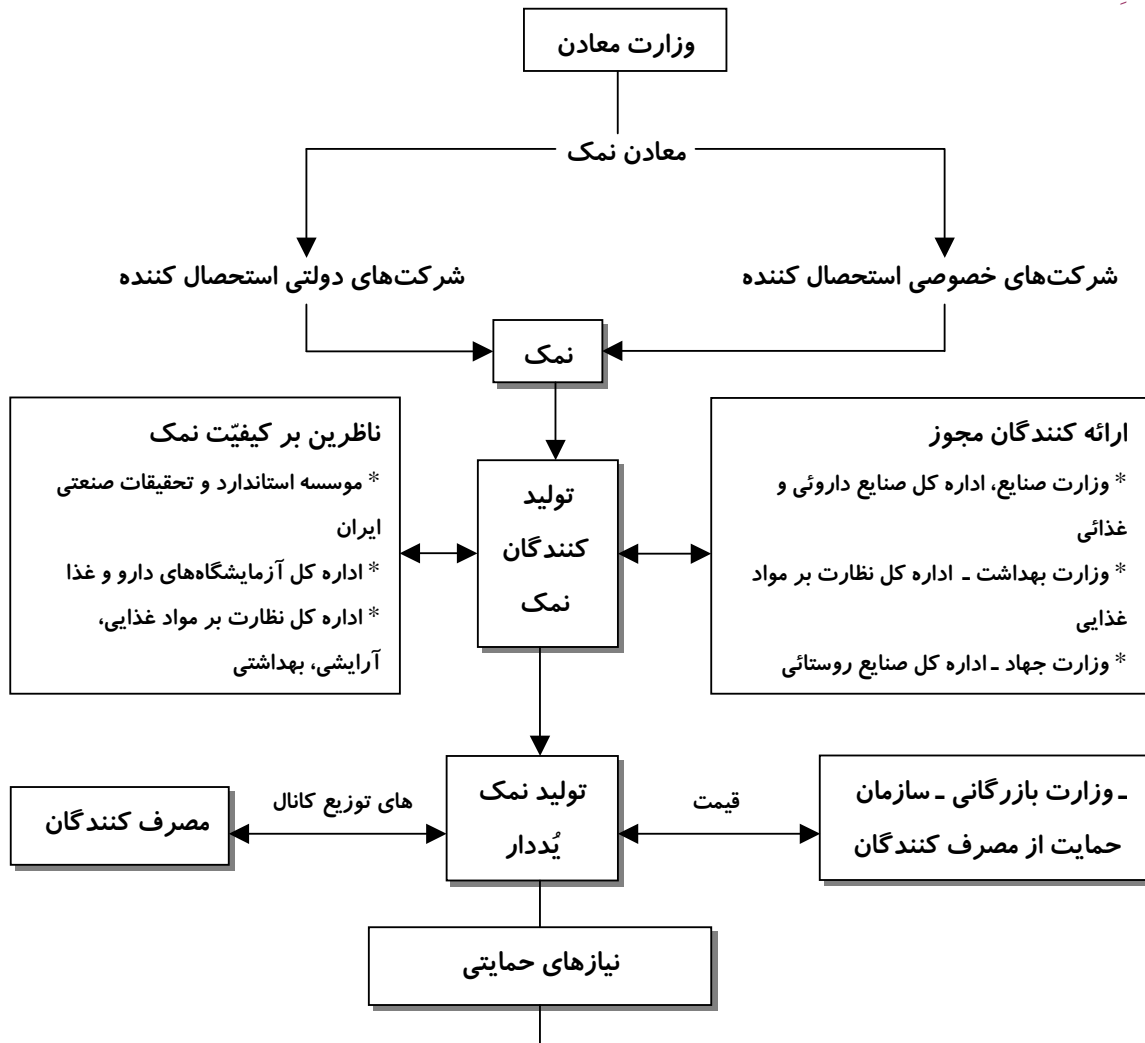 وزارت معادن
معادن نمک
شرکت‌های خصوصی استحصال کننده
شرکت‌های دولتی استحصال کننده
نمک
ارائه کنندگان مجوز
* وزارت صنایع، اداره کل صنایع داروئی و
غذائی
* وزارت بهداشت ـ اداره کل نظارت بر مواد
غذایی
* وزارت جهاد ـ اداره کل صنایع روستائی
تولید
کنندگان
نمک
ناظرین بر کیفیّت نمک
* موسسه استاندارد و تحقیقات صنعتی
ایران
* اداره کل آزمایشگاه‌های دارو و غذا
* اداره کل نظارت بر مواد غذایی،
آرایشی، بهداشتی
ـ وزارت بازرگانی ـ سازمان
حمایت از مصرف کنندگان
قیمت
تولید نمک
یُددار
های توزیع کانال
مصرف کنندگان
نیازهای حمایتی